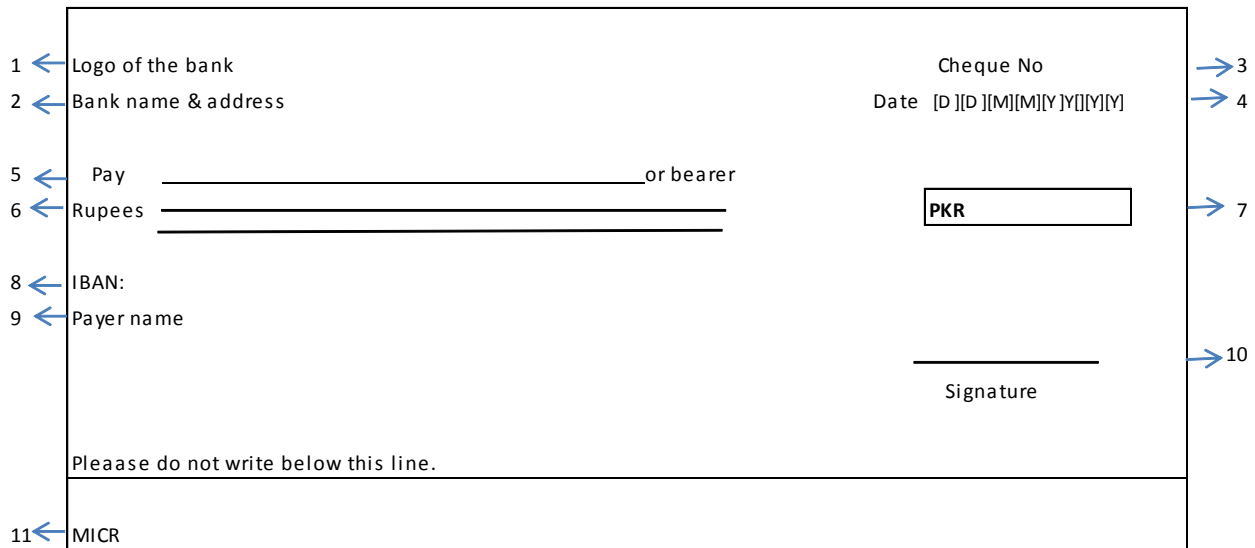 1 Logo of the bank Cheque No 3
2 Bank name & address Date [D ][D ][M][M][Y ]Y[][Y][Y] 4
5 Pay or bearer
6 Rupees PKR 7
8 IBAN:
9 Payer name
10
Signature
Pleaase do not write below this line.
11 MICR